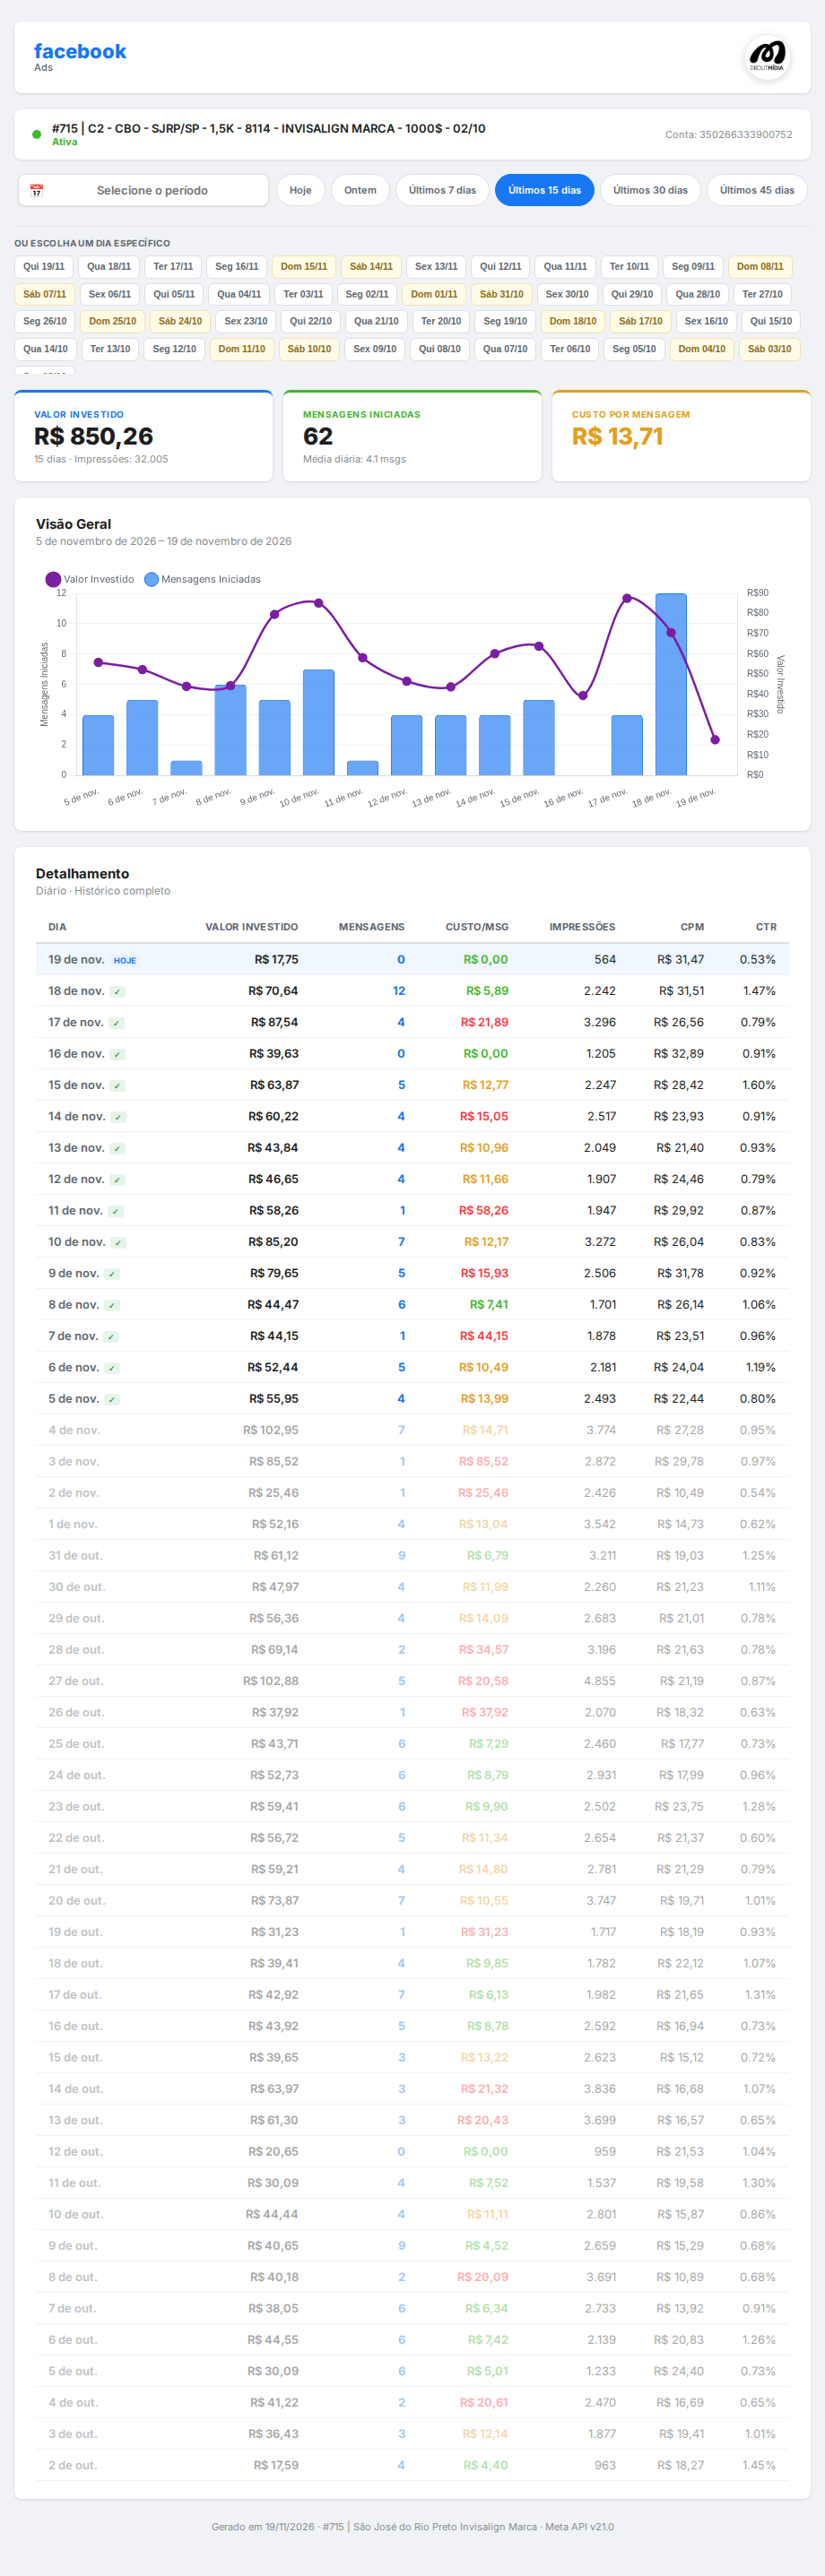 facebook
Ads
ABOUTMÍDIA
#715 | C2 - CBO - SJRP/SP - 1,5K - 8114 - INVISALIGN MARCA - 1000$ - 02/10
Ativa
Conta: 350266333900752
Selecione o período
Hoje
Ontem
Últimos 7 dias
Últimos 15 dias
Últimos 30 dias
Últimos 45 dias
OU ESCOLHA UM DIA ESPECÍFICO
Qui 19/11 Qua 18/11 Ter 17/11 Seg 16/11 Dom 15/11 Sáb 14/11 Sex 13/11 Qui 12/11 Qua 11/11 Ter 10/11 Seg 09/11 Dom 08/11
Sáb 07/11 Sex 06/11 Qui 05/11 Qua 04/11 Ter 03/11 Seg 02/11 Dom 01/11 Sáb 31/10 Sex 30/10 Qui 29/10 Qua 28/10 Ter 27/10
Seg 26/10 Dom 25/10 Sáb 24/10 Sex 23/10 Qui 22/10 Qua 21/10 Ter 20/10 Seg 19/10 Dom 18/10 Sáb 17/10 Sex 16/10 Qui 15/10
Qua 14/10 Ter 13/10 Seg 12/10 Dom 11/10 Sáb 10/10 Sex 09/10 Qui 08/10 Qua 07/10 Ter 06/10 Seg 05/10 Dom 04/10 Sáb 03/10
VALOR INVESTIDO
R$ 850,26
15 dias · Impressões: 32.005
MENSAGENS INICIADAS
62
Média diária: 4.1 msgs
CUSTO POR MENSAGEM
R$ 13,71
Visão Geral
5 de novembro de 2026 – 19 de novembro de 2026
Valor Investido Mensagens Iniciadas
12
10
8
6
4
2
0
Mensagens Iniciadas
R$90
R$80
R$70
R$60
R$50
R$40
R$30
R$20
R$10
R$0
Valor Investido
5 de nov. 6 de nov. 7 de nov. 8 de nov. 9 de nov. 10 de nov. 11 de nov. 12 de nov. 13 de nov. 14 de nov. 15 de nov. 16 de nov. 17 de nov. 18 de nov. 19 de nov.
Detalhamento
Diário · Histórico completo
DIA VALOR INVESTIDO MENSAGENS CUSTO/MSG IMPRESSÕES CPM CTR
19 de nov. HOJE R$ 17,75 0 R$ 0,00 564 R$ 31,47 0.53%
18 de nov. ✓ R$ 70,64 12 R$ 5,89 2.242 R$ 31,51 1.47%
17 de nov. ✓ R$ 87,54 4 R$ 21,89 3.296 R$ 26,56 0.79%
16 de nov. ✓ R$ 39,63 0 R$ 0,00 1.205 R$ 32,89 0.91%
15 de nov. ✓ R$ 63,87 5 R$ 12,77 2.247 R$ 28,42 1.60%
14 de nov. ✓ R$ 60,22 4 R$ 15,05 2.517 R$ 23,93 0.91%
13 de nov. ✓ R$ 43,84 4 R$ 10,96 2.049 R$ 21,40 0.93%
12 de nov. ✓ R$ 46,65 4 R$ 11,66 1.907 R$ 24,46 0.79%
11 de nov. ✓ R$ 58,26 1 R$ 58,26 1.947 R$ 29,92 0.87%
10 de nov. ✓ R$ 85,20 7 R$ 12,17 3.272 R$ 26,04 0.83%
9 de nov. ✓ R$ 79,65 5 R$ 15,93 2.506 R$ 31,78 0.92%
8 de nov. ✓ R$ 44,47 6 R$ 7,41 1.701 R$ 26,14 1.06%
7 de nov. ✓ R$ 44,15 1 R$ 44,15 1.878 R$ 23,51 0.96%
6 de nov. ✓ R$ 52,44 5 R$ 10,49 2.181 R$ 24,04 1.19%
5 de nov. ✓ R$ 55,95 4 R$ 13,99 2.493 R$ 22,44 0.80%
4 de nov. R$ 102,95 7 R$ 14,71 3.774 R$ 27,28 0.95%
3 de nov. R$ 85,52 1 R$ 85,52 2.872 R$ 29,78 0.97%
2 de nov. R$ 25,46 1 R$ 25,46 2.426 R$ 10,49 0.54%
1 de nov. R$ 52,16 4 R$ 13,04 3.542 R$ 14,73 0.62%
31 de out. R$ 61,12 9 R$ 6,79 3.211 R$ 19,03 1.25%
30 de out. R$ 47,97 4 R$ 11,99 2.260 R$ 21,23 1.11%
29 de out. R$ 56,36 4 R$ 14,09 2.683 R$ 21,01 0.78%
28 de out. R$ 69,14 2 R$ 34,57 3.196 R$ 21,63 0.78%
27 de out. R$ 102,88 5 R$ 20,58 4.855 R$ 21,19 0.87%
26 de out. R$ 37,92 1 R$ 37,92 2.070 R$ 18,32 0.63%
25 de out. R$ 43,71 6 R$ 7,29 2.460 R$ 17,77 0.73%
24 de out. R$ 52,73 6 R$ 8,79 2.931 R$ 17,99 0.96%
23 de out. R$ 59,41 6 R$ 9,90 2.502 R$ 23,75 1.28%
22 de out. R$ 56,72 5 R$ 11,34 2.654 R$ 21,37 0.60%
21 de out. R$ 59,21 4 R$ 14,80 2.781 R$ 21,29 0.79%
20 de out. R$ 73,87 7 R$ 10,55 3.747 R$ 19,71 1.01%
19 de out. R$ 31,23 1 R$ 31,23 1.717 R$ 18,19 0.93%
18 de out. R$ 39,41 4 R$ 9,85 1.782 R$ 22,12 1.07%
17 de out. R$ 42,92 7 R$ 6,13 1.982 R$ 21,65 1.31%
16 de out. R$ 43,92 5 R$ 8,78 2.592 R$ 16,94 0.73%
15 de out. R$ 39,65 3 R$ 13,22 2.623 R$ 15,12 0.72%
14 de out. R$ 63,97 3 R$ 21,32 3.836 R$ 16,68 1.07%
13 de out. R$ 61,30 3 R$ 20,43 3.699 R$ 16,57 0.65%
12 de out. R$ 20,65 0 R$ 0,00 959 R$ 21,53 1.04%
11 de out. R$ 30,09 4 R$ 7,52 1.537 R$ 19,58 1.30%
10 de out. R$ 44,44 4 R$ 11,11 2.801 R$ 15,87 0.86%
9 de out. R$ 40,65 9 R$ 4,52 2.659 R$ 15,29 0.68%
8 de out. R$ 40,18 2 R$ 20,09 3.691 R$ 10,89 0.68%
7 de out. R$ 38,05 6 R$ 6,34 2.733 R$ 13,92 0.91%
6 de out. R$ 44,55 6 R$ 7,42 2.139 R$ 20,83 1.26%
5 de out. R$ 30,09 6 R$ 5,01 1.233 R$ 24,40 0.73%
4 de out. R$ 41,22 2 R$ 20,61 2.470 R$ 16,69 0.65%
3 de out. R$ 36,43 3 R$ 12,14 1.877 R$ 19,41 1.01%
2 de out. R$ 17,59 4 R$ 4,40 963 R$ 18,27 1.45%
Gerado em 19/11/2026 · #715 | São José do Rio Preto Invisalign Marca · Meta API v21.0